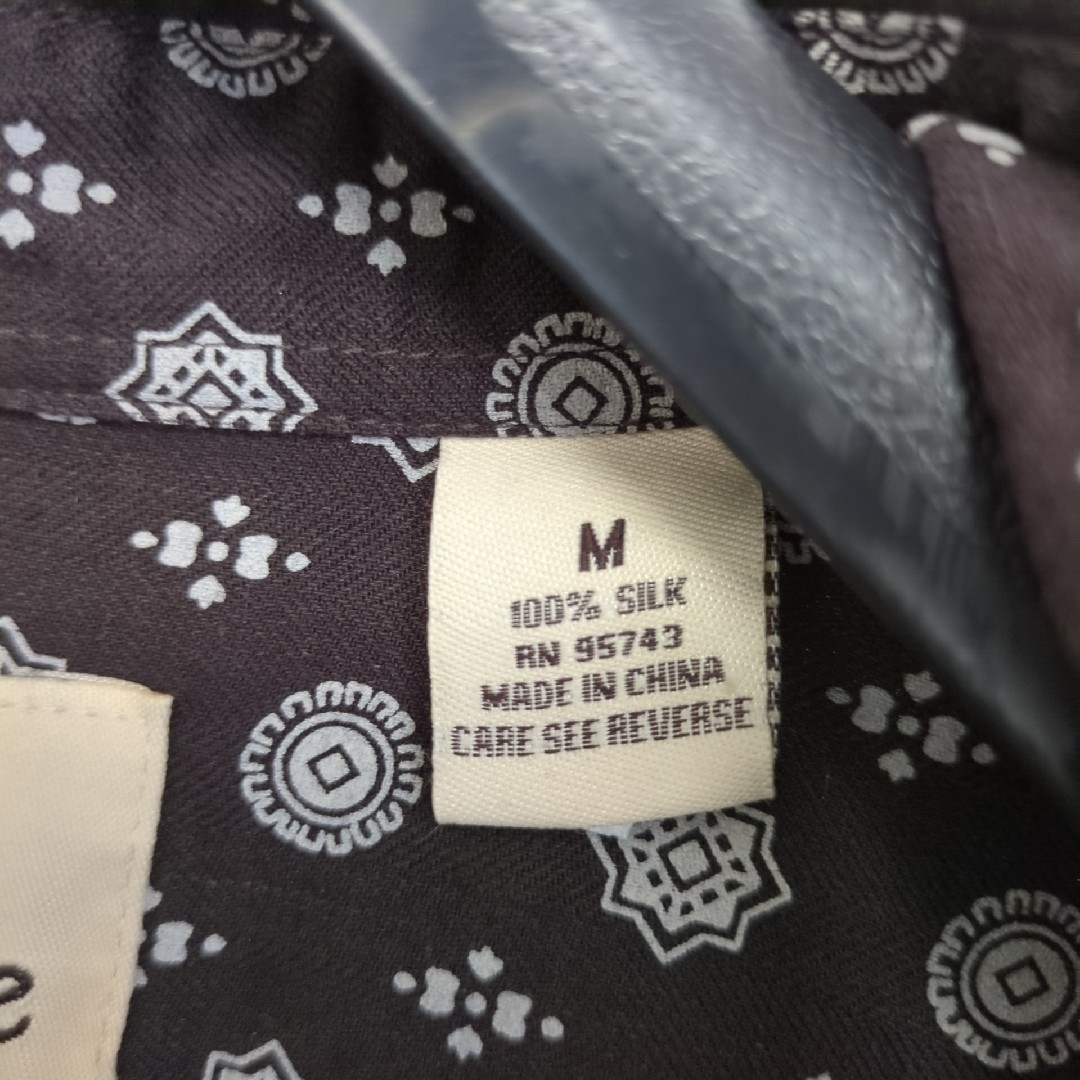 M
100% SILK
RN 95743
MADE IN CHINA
CARE SEE REVERSE
e